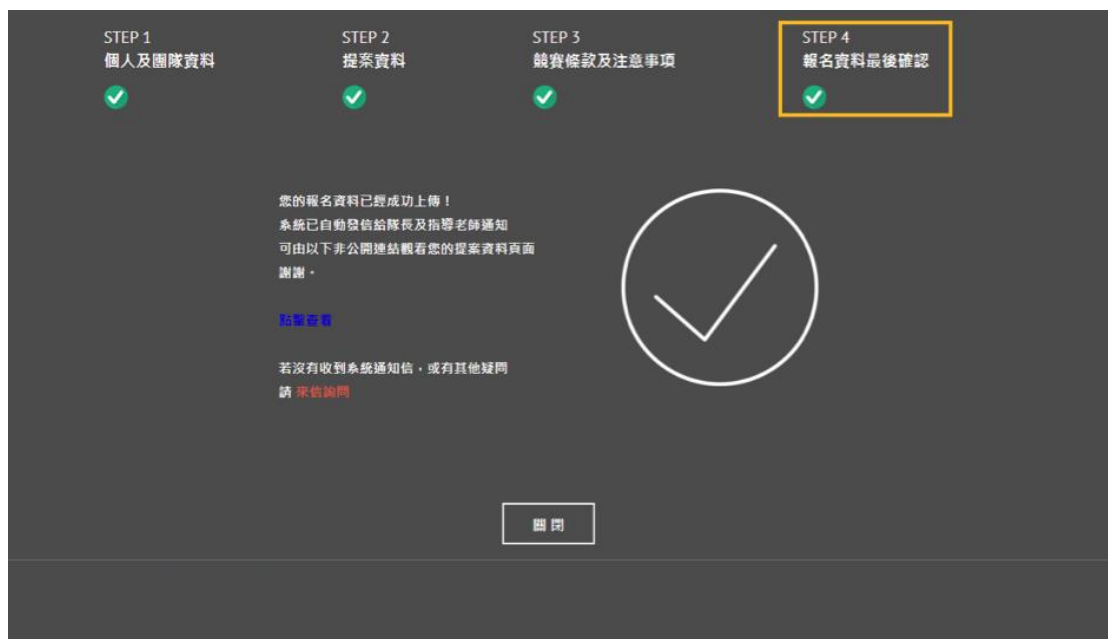 STEP 1
個人及團隊資料
STEP 2
提案資料
STEP 3
競賽條款及注意事項
STEP 4
報名資料最後確認
您的報名資料已經成功上傳！
系統已自動發信給隊長及指導老師通知
可由以下非公開連結觀看您的提案資料頁面
謝謝。
點擊查看
若沒有收到系統通知信，或有其他疑問
請 來信詢問
關 閉